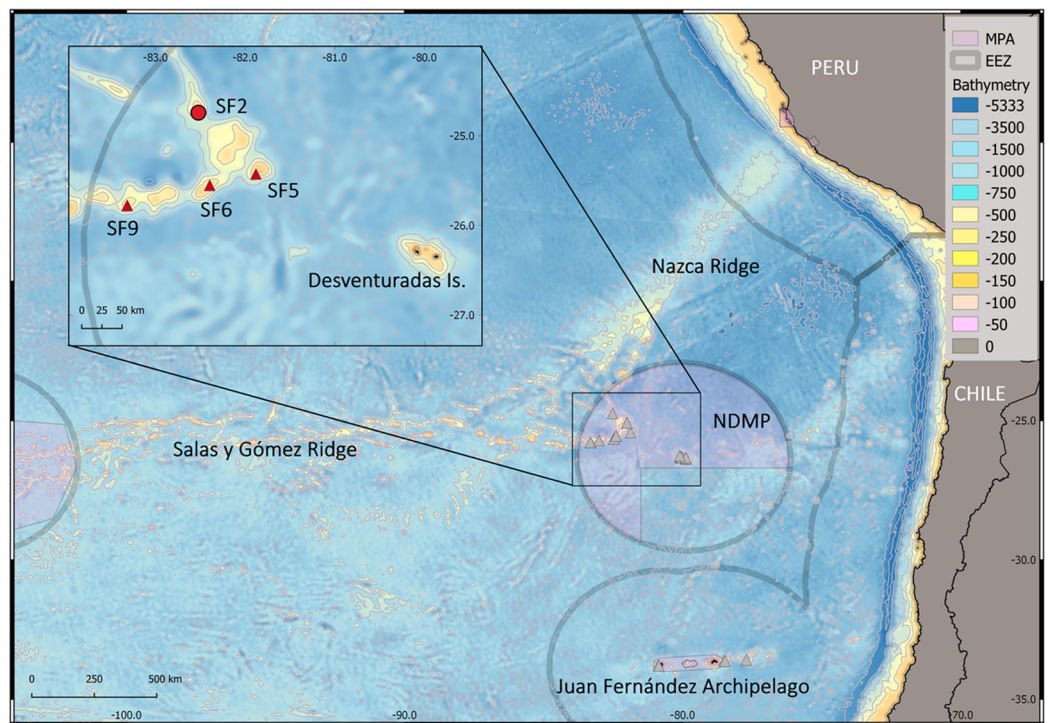 -83.0 -82.0 -81.0 -80.0
SF2
-25.0
SF5
SF6
SF9
-26.0
Desventuradas Is.
0 25 50 km
-27.0
PERU
MPA
EEZ
Bathymetry
-5333
-3500
-1500
-1000
-750
-500
-250
-200
-150
-100
-50
0
Nazca Ridge
CHILE
NDMP
-25.0
Salas y Gómez Ridge
-30.0
Juan Fernández Archipelago
0 250 500 km
-35.0
-100.0 -90.0 -80.0 -70.0